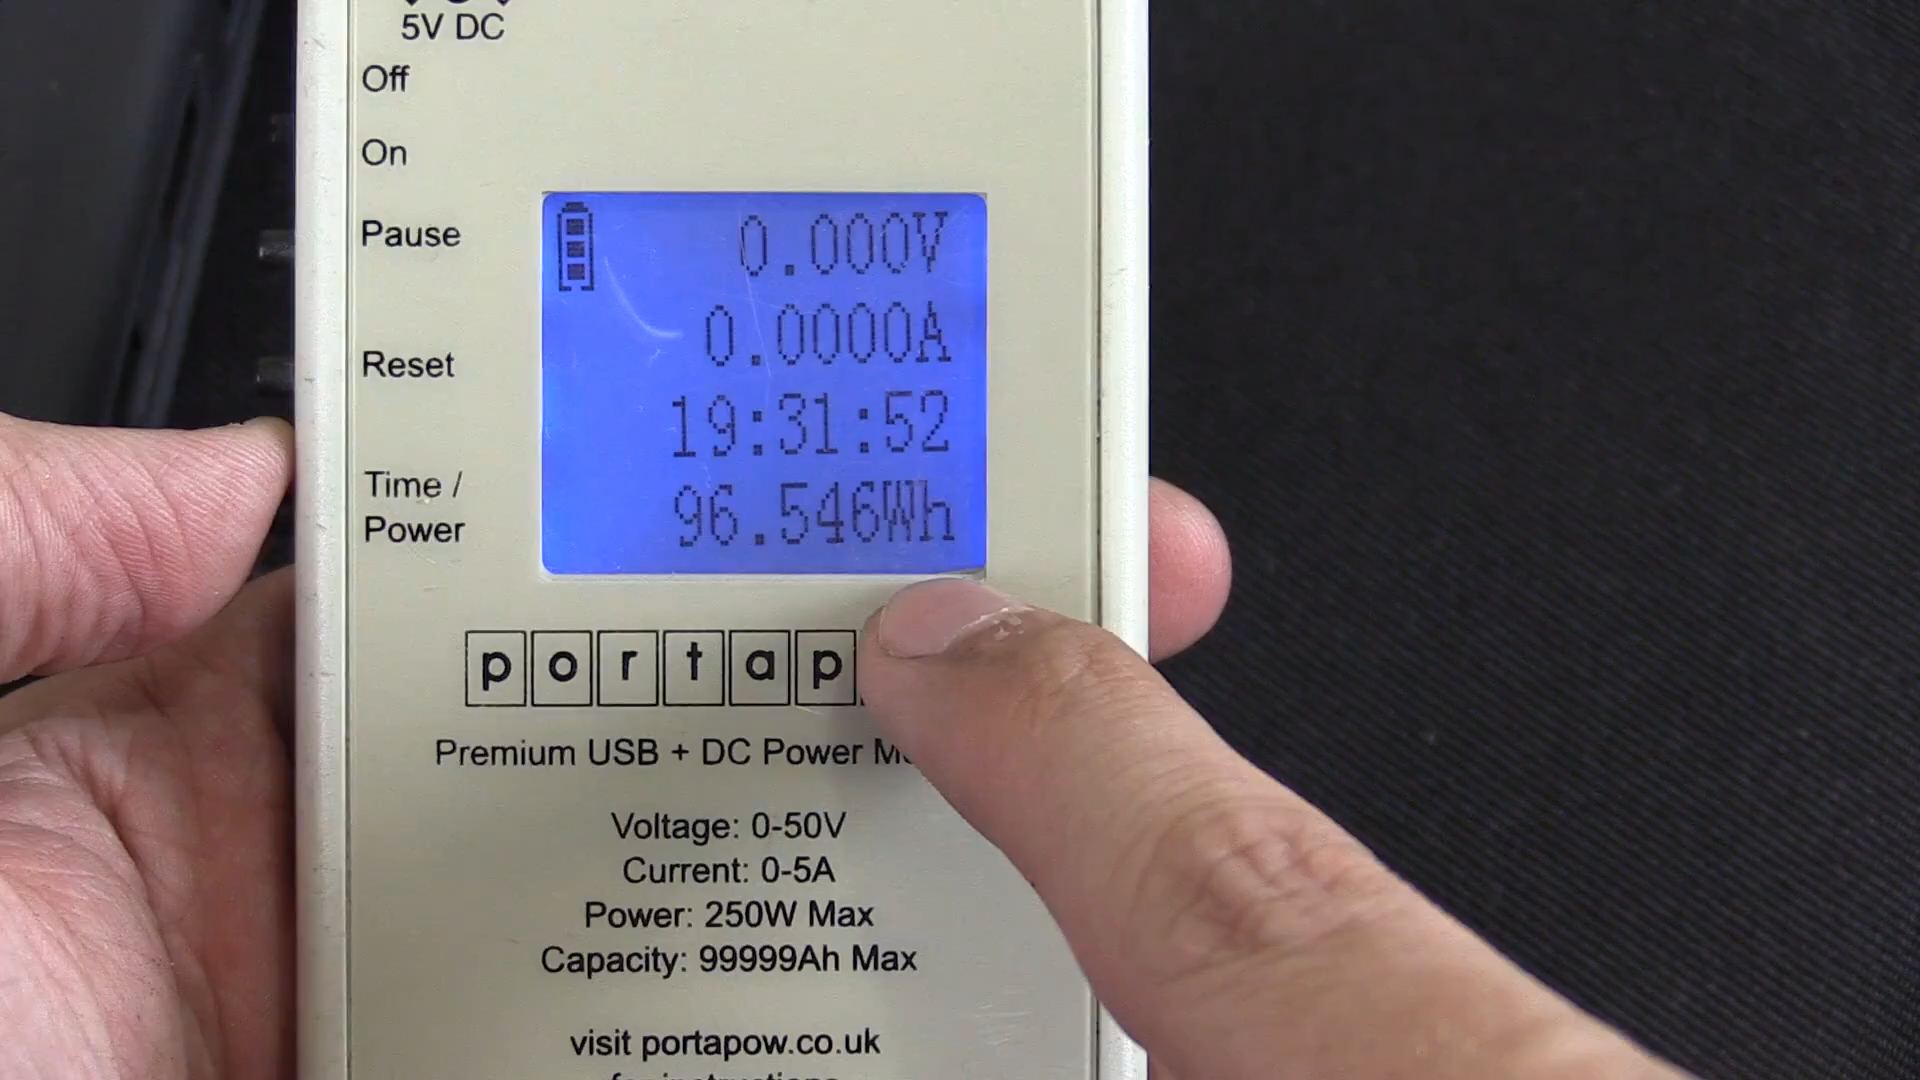 5V DC
Off
On
Pause
Reset
Time /
Power
0.000V
0.0000A
19:31:52
96.546Wh
portap
Premium USB + DC Power
Voltage: 0-50V
Current: 0-5A
Power: 250W Max
Capacity: 99999Ah Max
visit portapow.co.uk